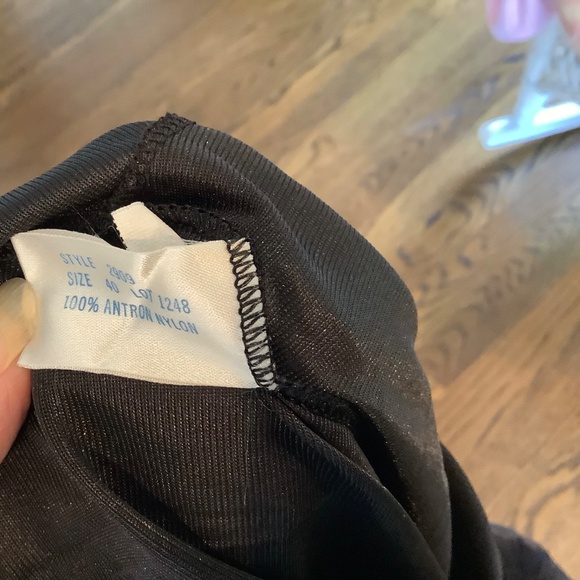 STYLE 2909
SIZE 40 LOT 1248
100% ANTRON NYLON